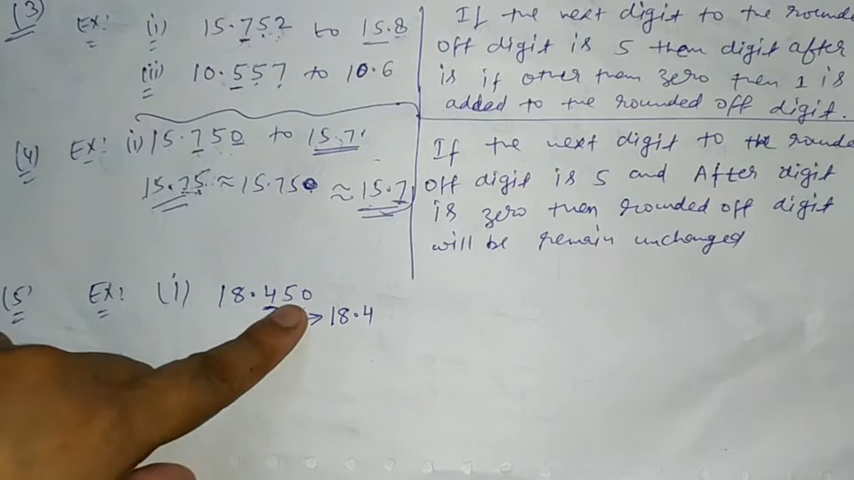 (3) Ex: (i) 15.752 to 15.8
(ii) 10.557 to 10.6
If the next digit to the rounde
off digit is 5 then digit after
is if other then zero then 1 is
added to the rounded off digit.
(4) Ex: (i) 15.750 to 15.7
15.75 ≈ 15.750 ≈ 15.7
If the next digit to the rounde
off digit is 5 and After digit
is zero then rounded off digit
will be remain unchanged
(5) Ex: (i) 18.450
→ 18.4